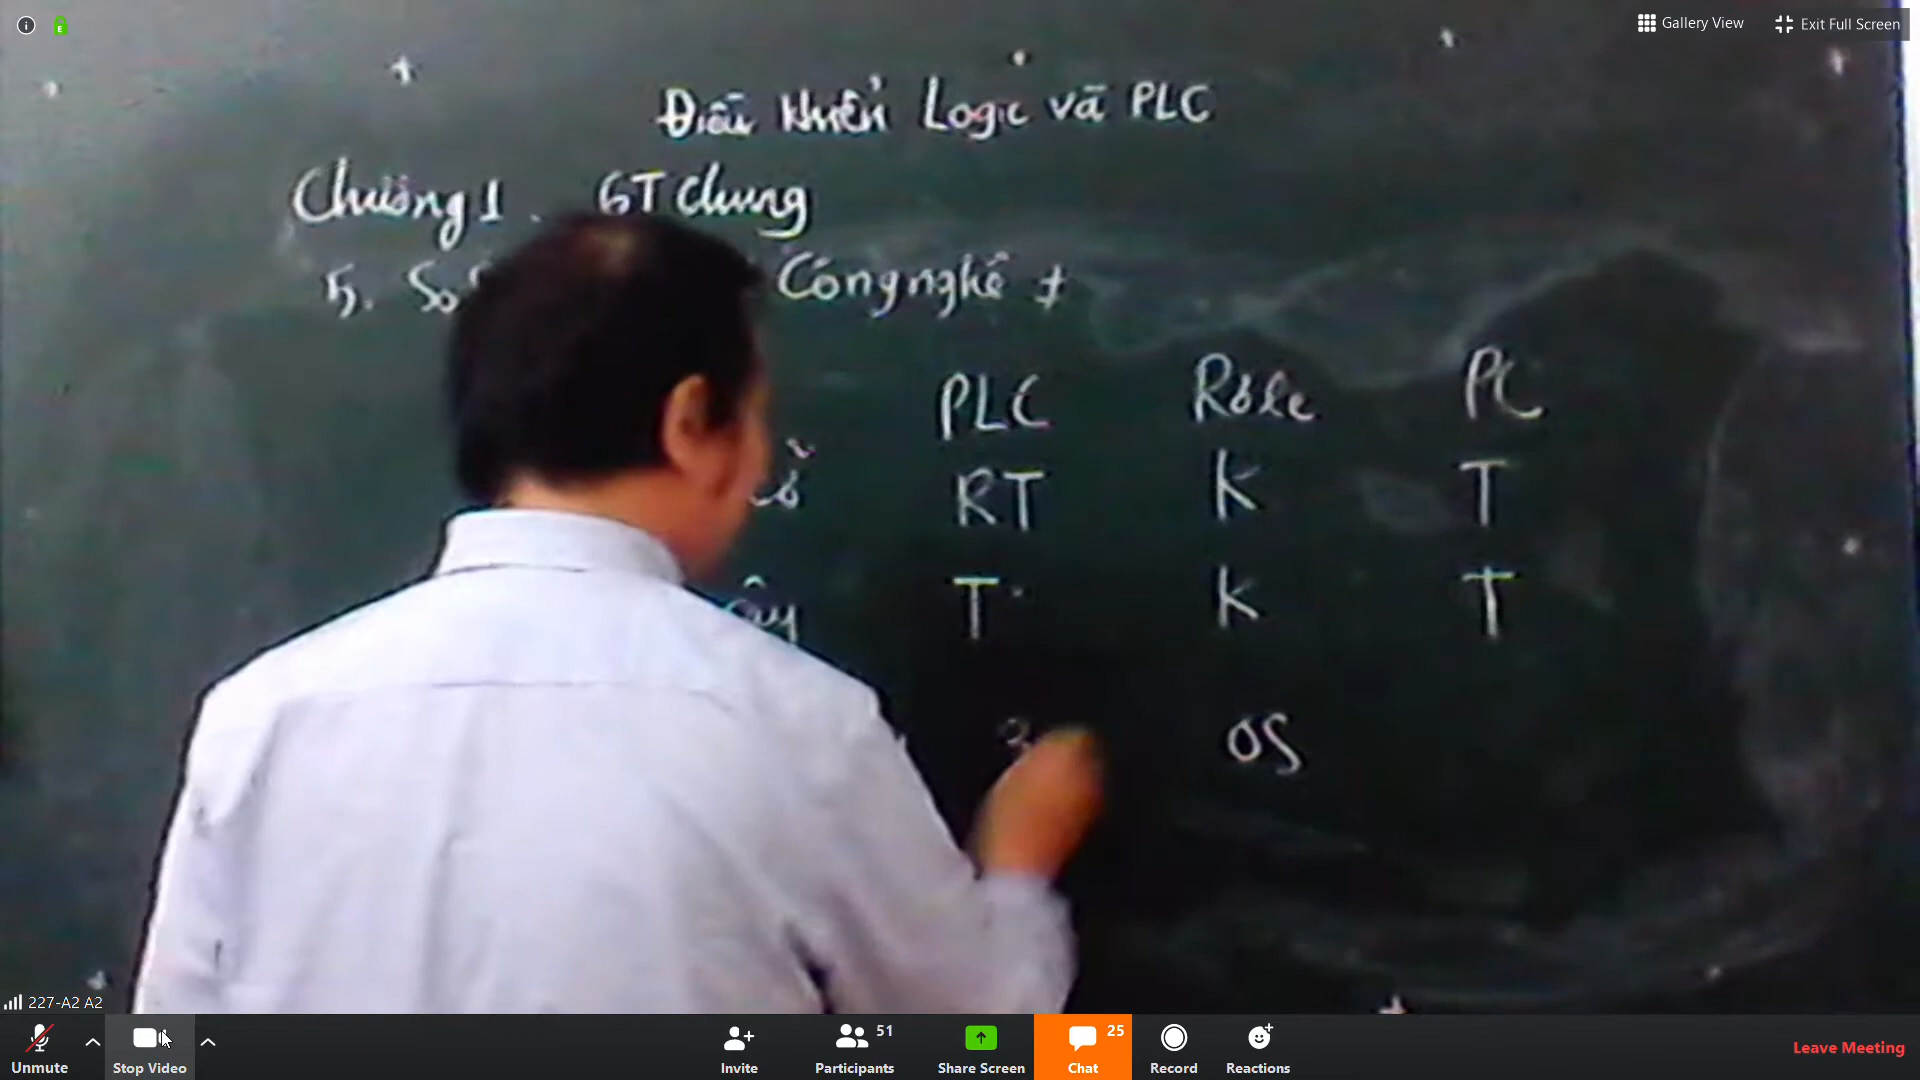 Gallery View
Exit Full Screen
Điều khiển Logic và PLC
Chương 1. GT chung
5. So Công nghệ ≠
PLC Rơle PC
RT K T
ây T K T
OS
227-A2 A2
Unmute
Stop Video
Invite
Participants 51
Share Screen
Chat 25
Record
Reactions
Leave Meeting